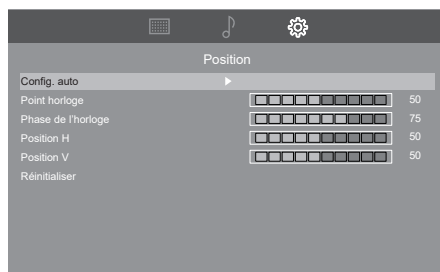 Position
Config. auto
Point horloge 50
Phase de l'horloge 75
Position H 50
Position V 50
Réinitialiser